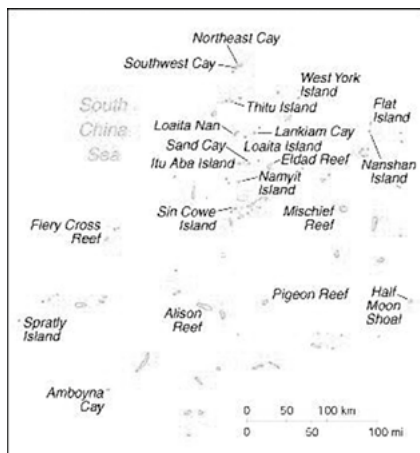 Northeast Cay
Southwest Cay
West York
Island
South
China
Sea
Thitu Island
Flat
Island
Loaita Nan
Lankiam Cay
Sand Cay
Loaita Island
Itu Aba Island
Eldad Reef
Nanshan
Island
Namyit
Island
Sin Cowe
Island
Mischief
Reef
Fiery Cross
Reef
Spratly
Island
Alison
Reef
Pigeon Reef
Half
Moon
Shoal
Amboyna
Cay
0 50 100 km
0 50 100 mi